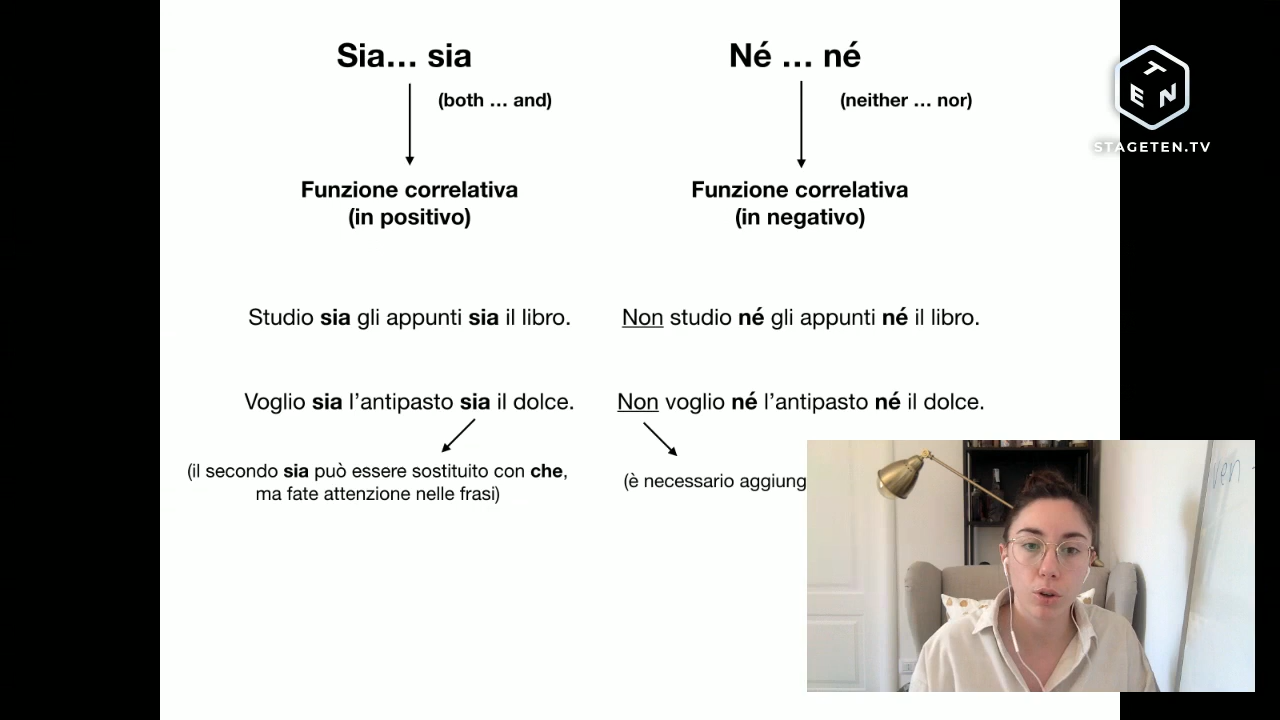 Sia... sia
(both ... and)
Funzione correlativa
(in positivo)
Studio sia gli appunti sia il libro.
Voglio sia l’antipasto sia il dolce.
(il secondo sia può essere sostituito con che,
ma fate attenzione nelle frasi)
Né ... né
(neither ... nor)
Funzione correlativa
(in negativo)
Non studio né gli appunti né il libro.
Non voglio né l’antipasto né il dolce.
(è necessario aggiung
TEN
STAGETEN.TV